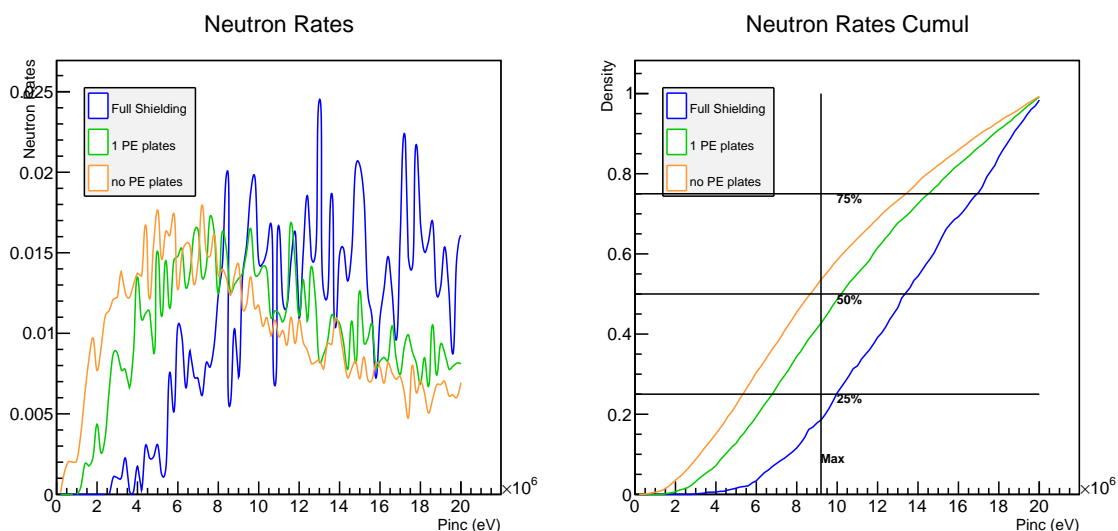 Neutron Rates
Neutron Rates
0.025
0.02
0.015
0.01
0.005
0
Full Shielding
1 PE plates
no PE plates
0 2 4 6 8 10 12 14 16 18 20
×10⁶
Pinc (eV)
Neutron Rates Cumul
Density
1
0.8
0.6
0.4
0.2
0
Full Shielding
1 PE plates
no PE plates
75%
50%
25%
Max
0 2 4 6 8 10 12 14 16 18 20
×10⁶
Pinc (eV)